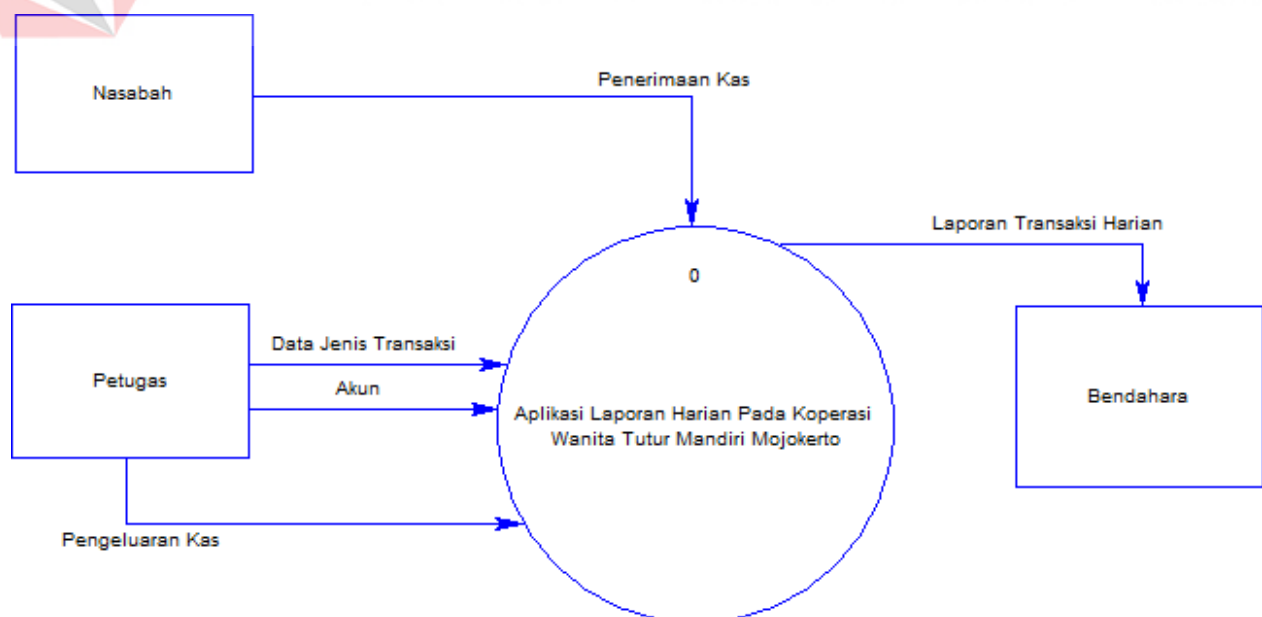 Nasabah
Penerimaan Kas
Laporan Transaksi Harian
0
Petugas
Data Jenis Transaksi
Akun
Aplikasi Laporan Harian Pada Koperasi
Wanita Tutur Mandiri Mojokerto
Bendahara
Pengeluaran Kas